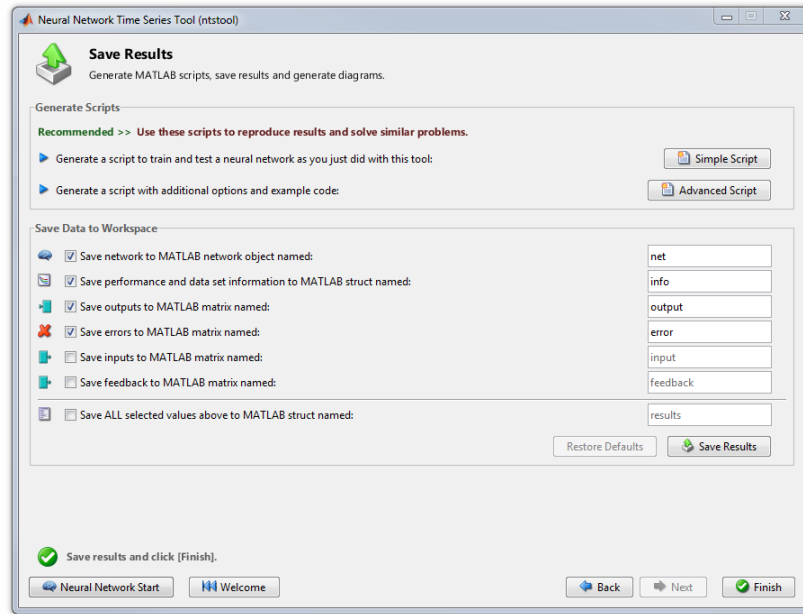 Neural Network Time Series Tool (ntstool)
Save Results
Generate MATLAB scripts, save results and generate diagrams.
Generate Scripts
Recommended >> Use these scripts to reproduce results and solve similar problems.
Generate a script to train and test a neural network as you just did with this tool: Simple Script
Generate a script with additional options and example code: Advanced Script
Save Data to Workspace
Save network to MATLAB network object named: net
Save performance and data set information to MATLAB struct named: info
Save outputs to MATLAB matrix named: output
Save errors to MATLAB matrix named: error
Save inputs to MATLAB matrix named: input
Save feedback to MATLAB matrix named: feedback
Save ALL selected values above to MATLAB struct named: results
Restore Defaults Save Results
Save results and click [Finish].
Neural Network Start Welcome Back Next Finish